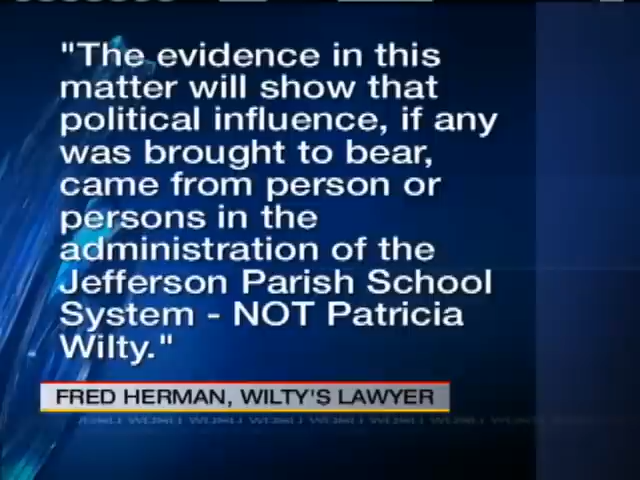 "The evidence in this
matter will show that
political influence, if any
was brought to bear,
came from person or
persons in the
administration of the
Jefferson Parish School
System - NOT Patricia
Wilty."
FRED HERMAN, WILTY'S LAWYER